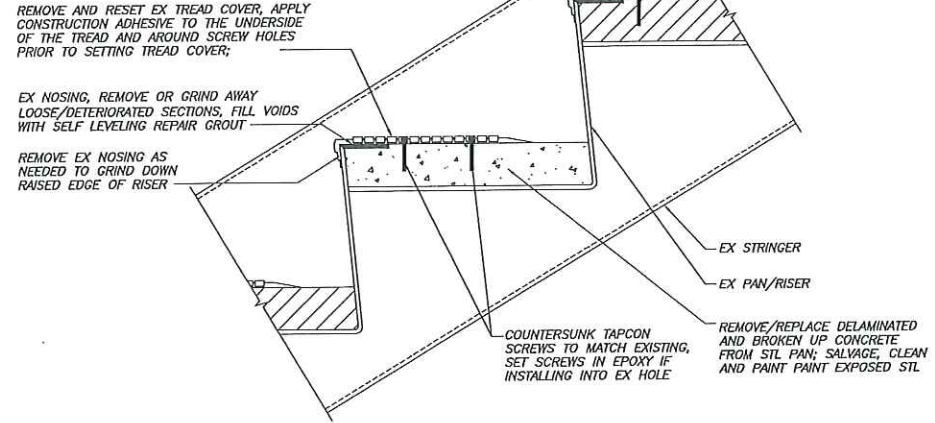 REMOVE AND RESET EX TREAD COVER, APPLY
CONSTRUCTION ADHESIVE TO THE UNDERSIDE
OF THE TREAD AND AROUND SCREW HOLES
PRIOR TO SETTING TREAD COVER;
EX NOSING, REMOVE OR GRIND AWAY
LOOSE/DETERIORATED SECTIONS, FILL VOIDS
WITH SELF LEVELING REPAIR GROUT
REMOVE EX NOSING AS
NEEDED TO GRIND DOWN
RAISED EDGE OF RISER
EX STRINGER
EX PAN/RISER
COUNTERSUNK TAPCON
SCREWS TO MATCH EXISTING,
SET SCREWS IN EPOXY IF
INSTALLING INTO EX HOLE
REMOVE/REPLACE DELAMINATED
AND BROKEN UP CONCRETE
FROM STL PAN; SALVAGE, CLEAN
AND PAINT PAINT EXPOSED STL